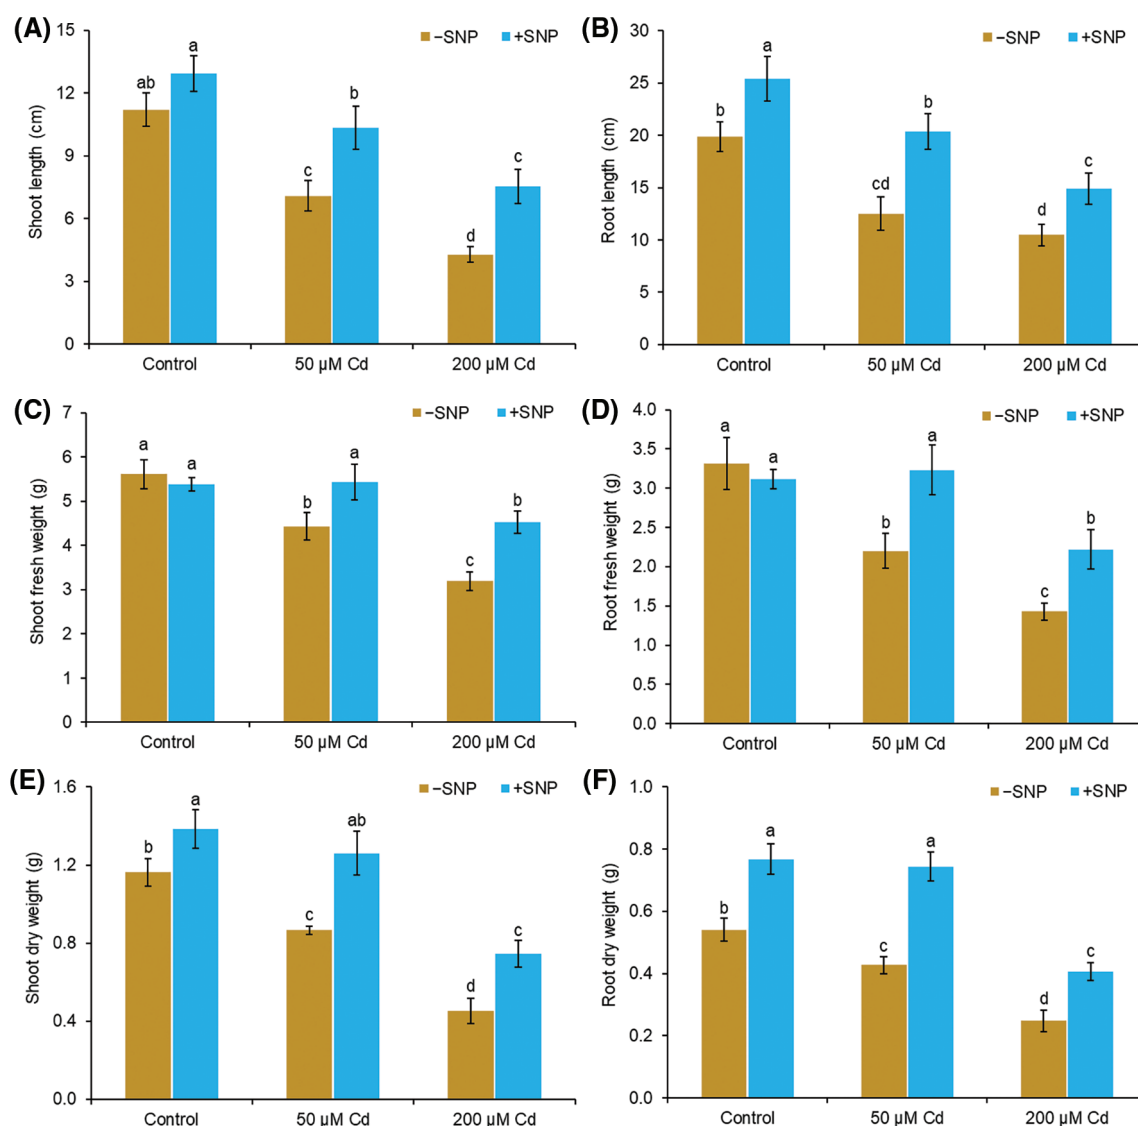 (A)
−SNP +SNP
Shoot length (cm)
15
12
9
6
3
0
ab a c b d c
Control 50 µM Cd 200 µM Cd
(B)
−SNP +SNP
Root length (cm)
30
25
20
15
10
5
0
b a cd b d c
Control 50 µM Cd 200 µM Cd
(C)
−SNP +SNP
Shoot fresh weight (g)
7
6
5
4
3
2
1
0
a a b a c b
Control 50 µM Cd 200 µM Cd
(D)
−SNP +SNP
Root fresh weight (g)
4.0
3.5
3.0
2.5
2.0
1.5
1.0
0.5
0.0
a a b a c b
Control 50 µM Cd 200 µM Cd
(E)
−SNP +SNP
Shoot dry weight (g)
1.6
1.2
0.8
0.4
0.0
b a c ab d c
Control 50 µM Cd 200 µM Cd
(F)
−SNP +SNP
Root dry weight (g)
1.0
0.8
0.6
0.4
0.2
0.0
b a c a d c
Control 50 µM Cd 200 µM Cd